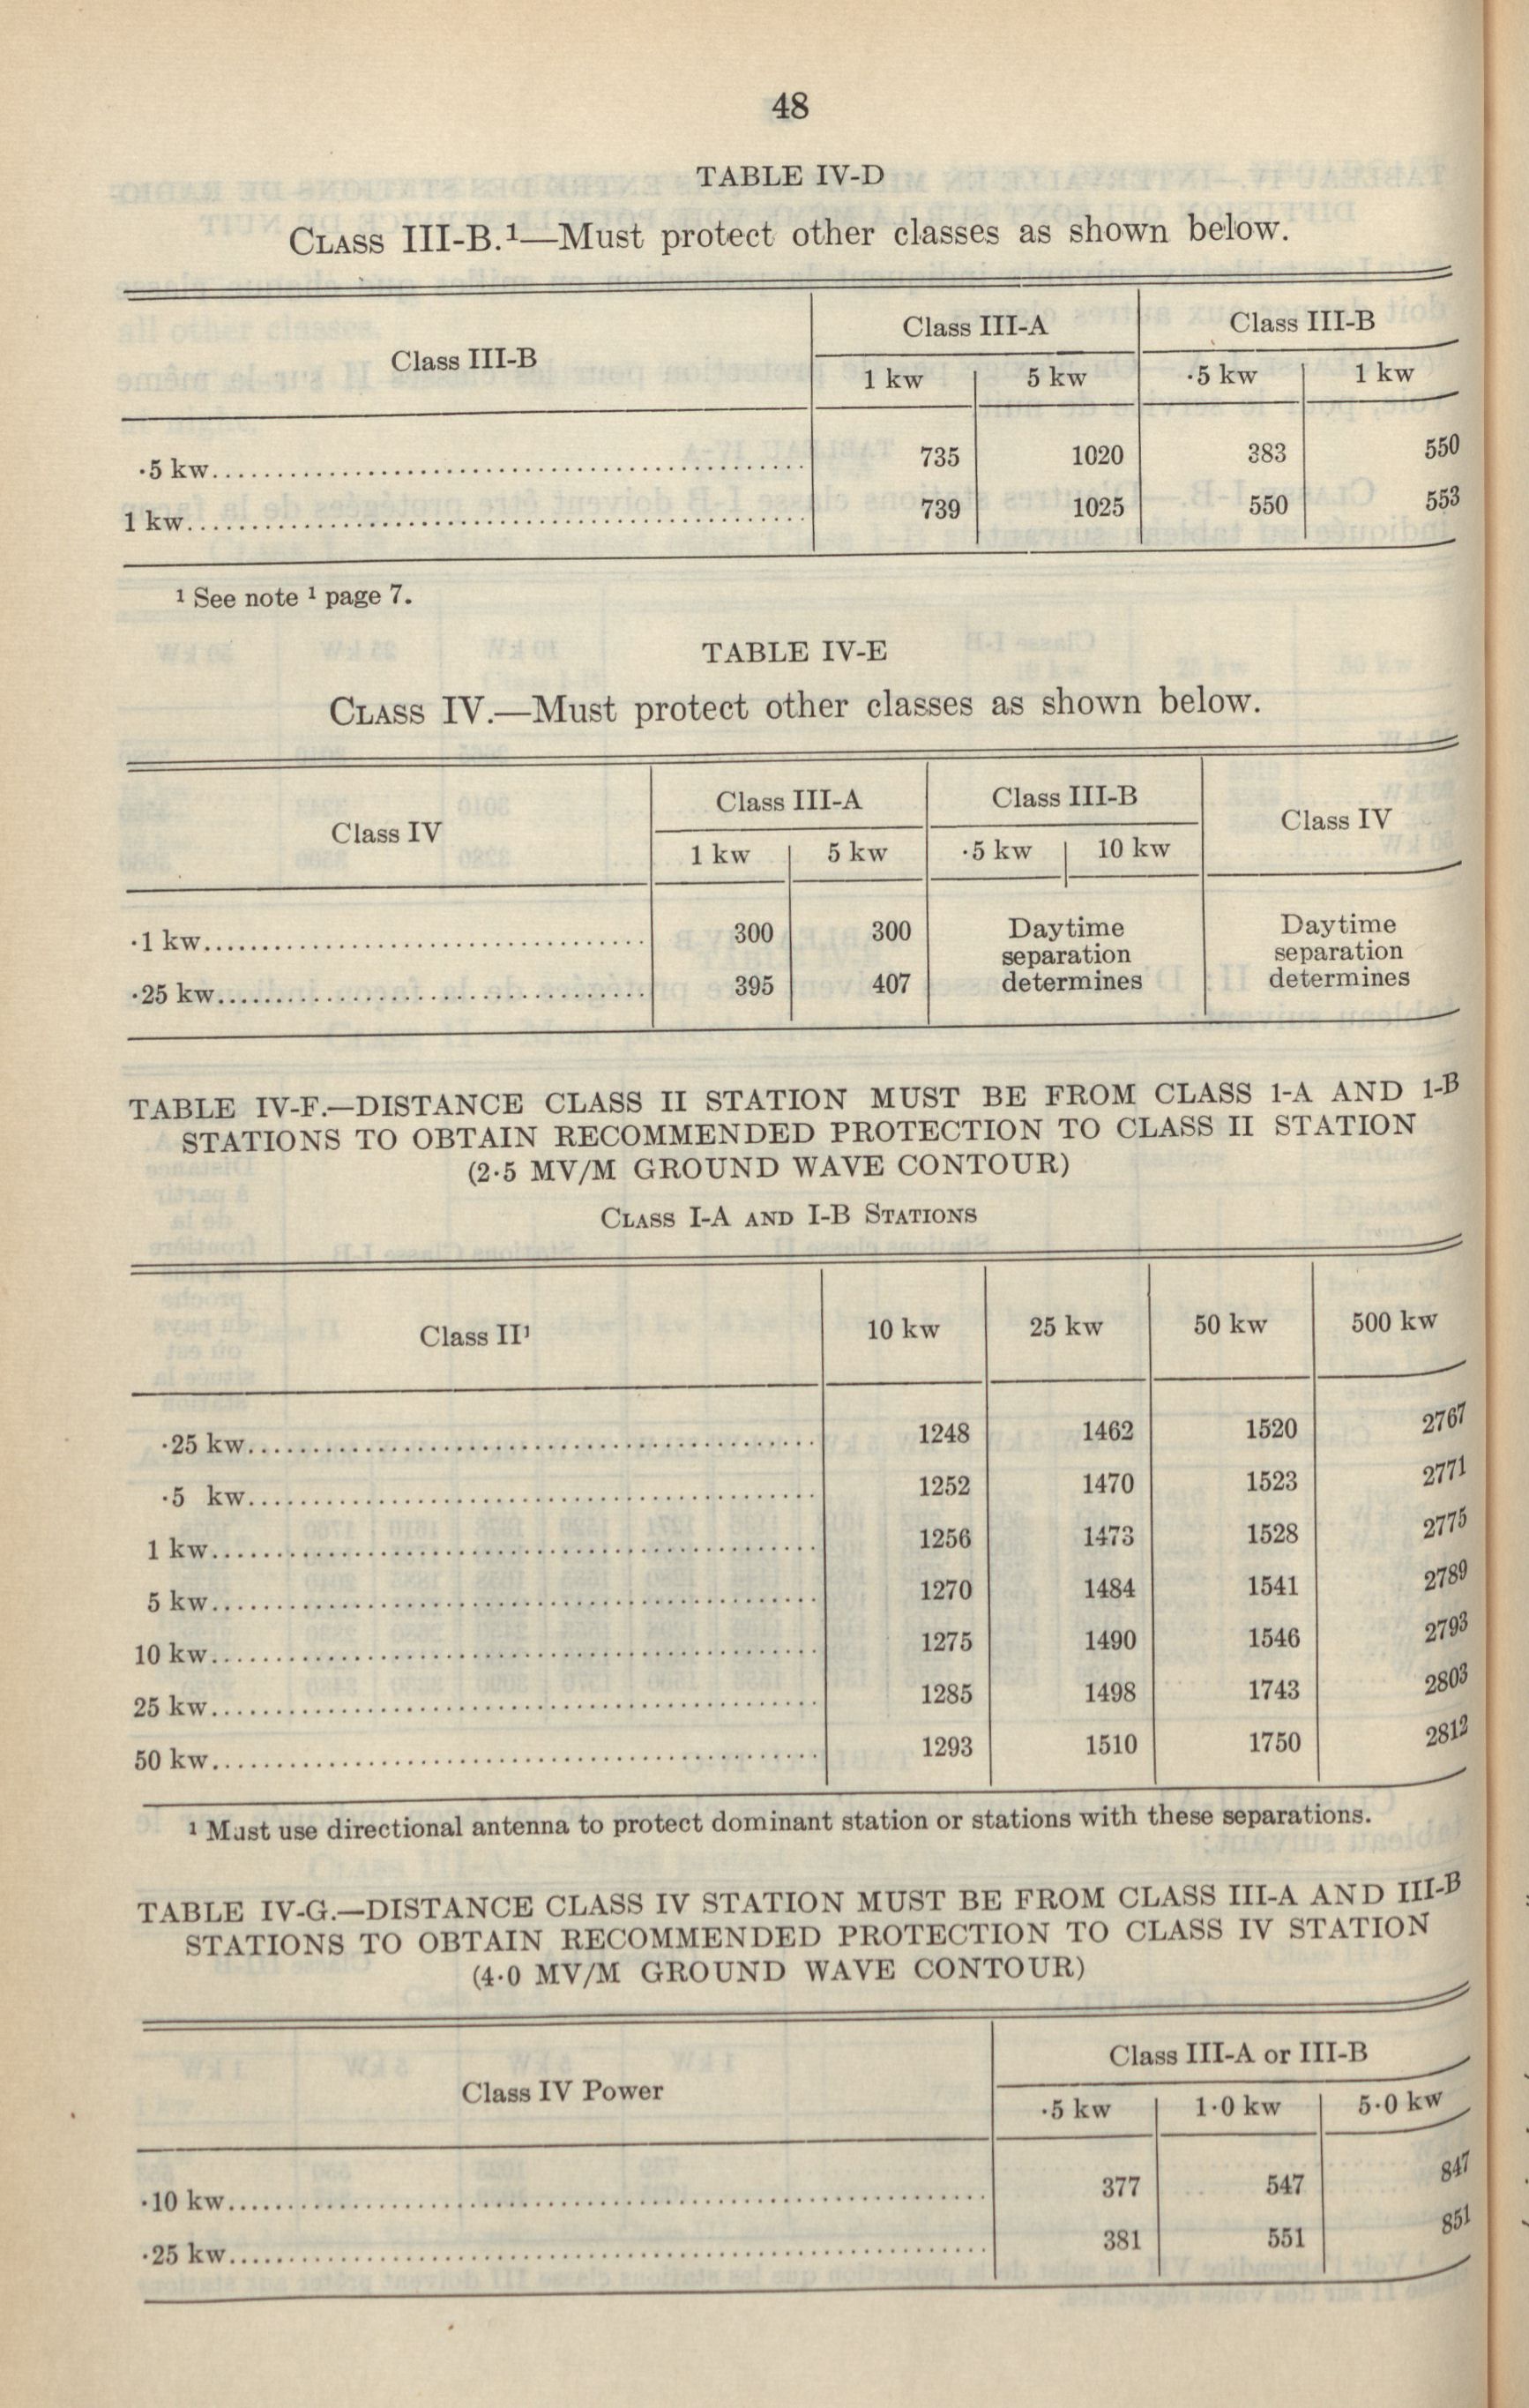 48
TABLE IV-D
CLASS III-B.¹—Must protect other classes as shown below.
Class III-B Class III-A Class III-B
1 kw 5 kw ·5 kw 1 kw
·5 kw 735 1020 383 550
1 kw 739 1025 550 553
¹ See note ¹ page 7.
TABLE IV-E
CLASS IV.—Must protect other classes as shown below.
Class IV Class III-A Class III-B Class IV
1 kw 5 kw ·5 kw 10 kw
·1 kw 300 300 Daytime separation determines Daytime separation determines
·25 kw 395 407
TABLE IV-F.—DISTANCE CLASS II STATION MUST BE FROM CLASS 1-A AND 1-B
STATIONS TO OBTAIN RECOMMENDED PROTECTION TO CLASS II STATION
(2·5 MV/M GROUND WAVE CONTOUR)
CLASS I-A AND I-B STATIONS
Class II¹ 10 kw 25 kw 50 kw 500 kw
·25 kw 1248 1462 1520 2767
·5 kw 1252 1470 1523 2771
1 kw 1256 1473 1528 2775
5 kw 1270 1484 1541 2789
10 kw 1275 1490 1546 2793
25 kw 1285 1498 1743 2803
50 kw 1293 1510 1750 2812
¹ Must use directional antenna to protect dominant station or stations with these separations.
TABLE IV-G.—DISTANCE CLASS IV STATION MUST BE FROM CLASS III-A AND III-B
STATIONS TO OBTAIN RECOMMENDED PROTECTION TO CLASS IV STATION
(4·0 MV/M GROUND WAVE CONTOUR)
Class IV Power Class III-A or III-B
·5 kw 1·0 kw 5·0 kw
·10 kw 377 547 847
·25 kw 381 551 851